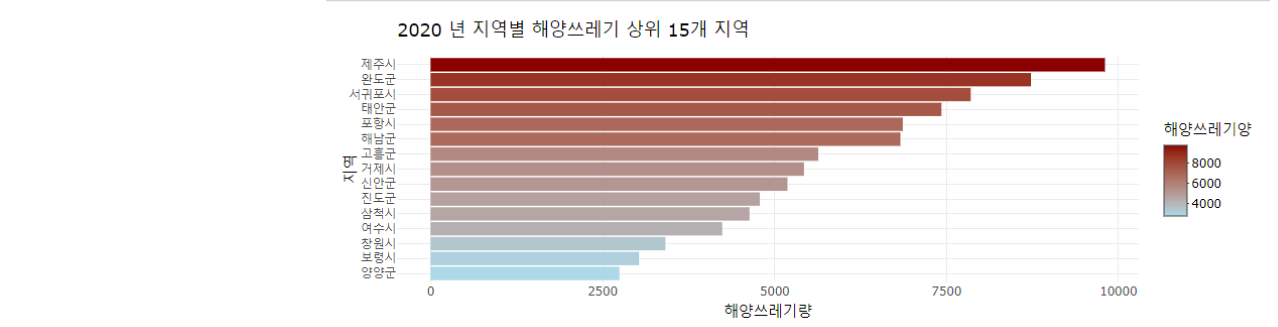 2020 년 지역별 해양쓰레기 상위 15개 지역
제주시
완도군
서귀포시
태안군
포항시
해남군
고흥군
거제시
신안군
진도군
삼척시
여수시
창원시
보령시
양양군
지역
0 2500 5000 7500 10000
해양쓰레기량
해양쓰레기양
8000
6000
4000